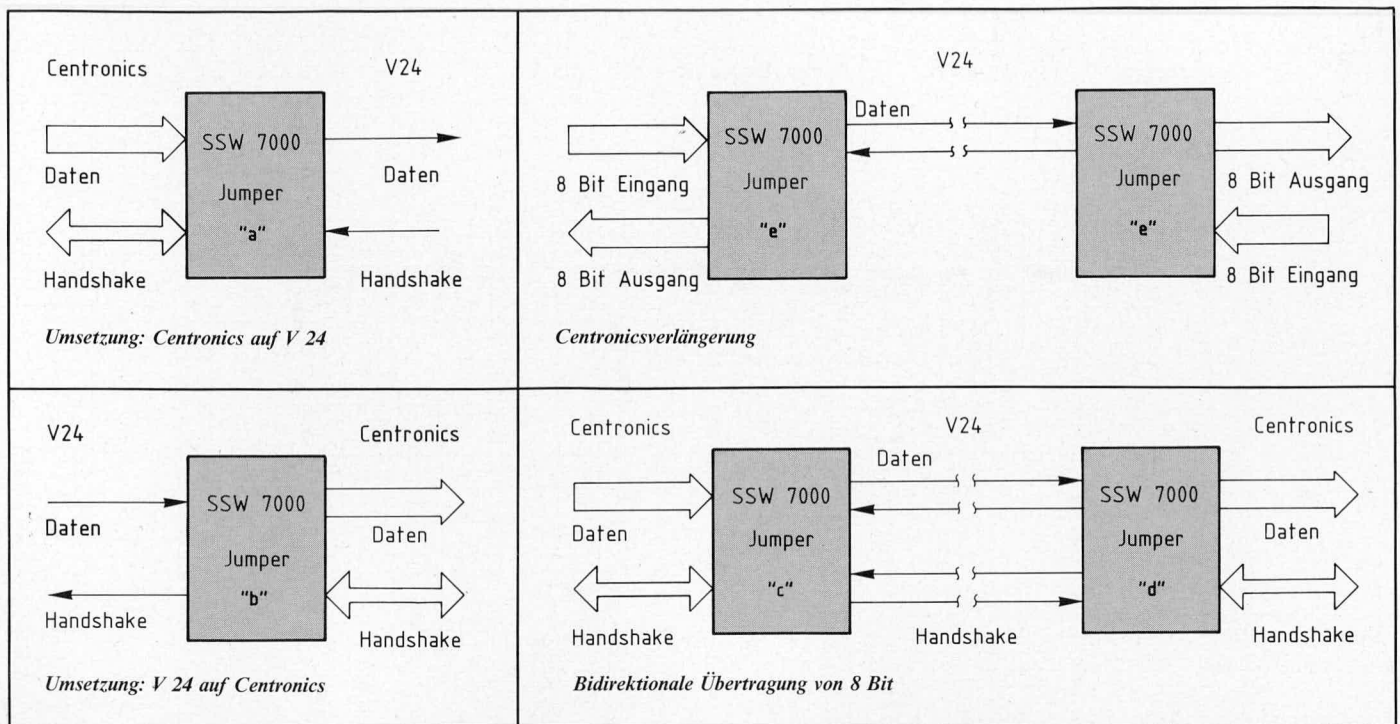 Centronics V24
SSW 7000
Daten Jumper Daten
"a"
Handshake Handshake
Umsetzung: Centronics auf V 24
V24
Daten
SSW 7000 SSW 7000
8 Bit Eingang Jumper Jumper 8 Bit Ausgang
"e" "e"
8 Bit Ausgang 8 Bit Eingang
Centronicsverlängerung
V24 Centronics
SSW 7000
Daten Daten
Jumper
"b"
Handshake Handshake
Umsetzung: V 24 auf Centronics
Centronics V24 Centronics
Daten
SSW 7000 SSW 7000
Daten Daten
Jumper Jumper
"c" "d"
Handshake Handshake Handshake
Bidirektionale Übertragung von 8 Bit